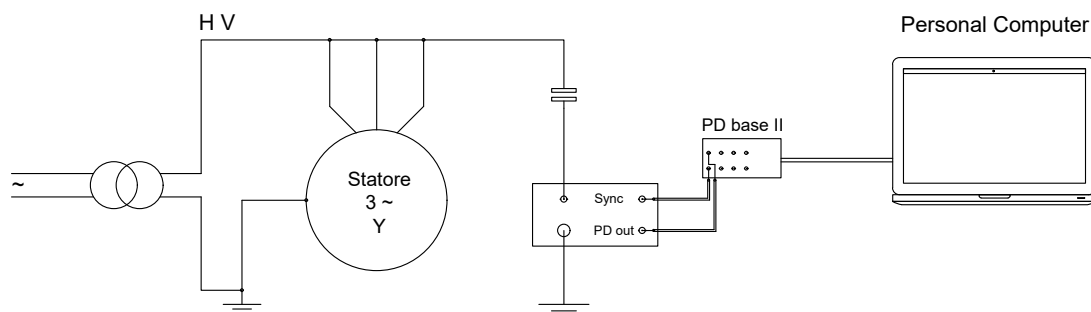 H V
Personal Computer
PD base II
~
Statore
3 ~
Y
Sync
PD out